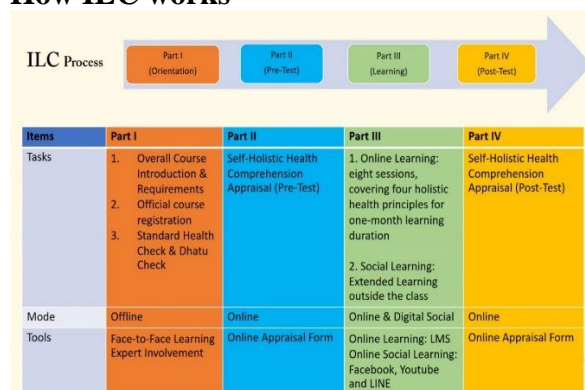 How ILC works
ILC Process
Part I
(Orientation)
Part II
(Pre-Test)
Part III
(Learning)
Part IV
(Post-Test)
Items
Part I
Part II
Part III
Part IV
Tasks
1. Overall Course
Introduction &
Requirements
2. Official course
registration
3. Standard Health
Check & Dhatu
Check
Self-Holistic Health
Comprehension
Appraisal (Pre-Test)
1. Online Learning:
eight sessions,
covering four holistic
health principles for
one-month learning
duration
2. Social Learning:
Extended Learning
outside the class
Self-Holistic Health
Comprehension
Appraisal (Post-Test)
Mode
Offline
Online
Online & Digital Social
Online
Tools
Face-to-Face Learning
Expert Involvement
Online Appraisal Form
Online Learning: LMS
Online Social Learning:
Facebook, Youtube
and LINE
Online Appraisal Form